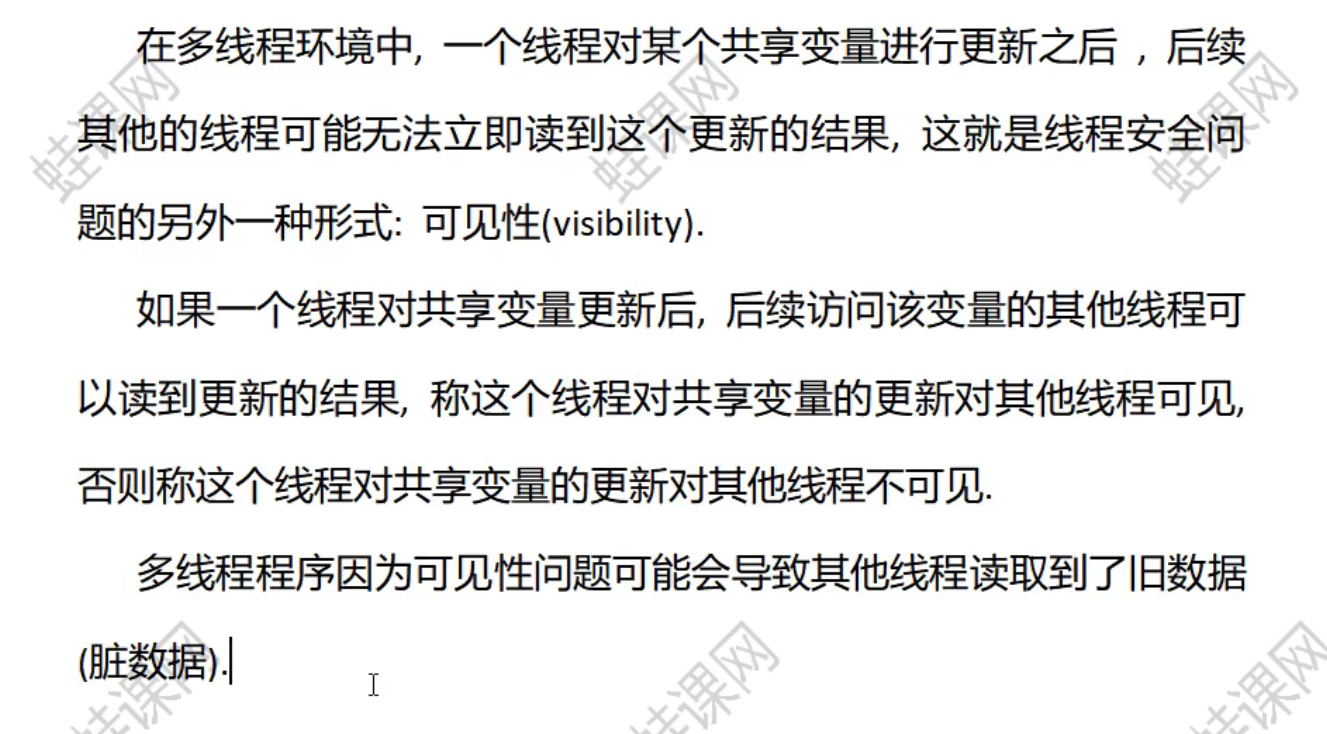 在多线程环境中, 一个线程对某个共享变量进行更新之后 , 后续
其他的线程可能无法立即读到这个更新的结果, 这就是线程安全问
题的另外一种形式: 可见性(visibility).
如果一个线程对共享变量更新后, 后续访问该变量的其他线程可
以读到更新的结果, 称这个线程对共享变量的更新对其他线程可见,
否则称这个线程对共享变量的更新对其他线程不可见.
多线程程序因为可见性问题可能会导致其他线程读取到了旧数据
(脏数据).
蛙课网
蛙课网
蛙课网
蛙课网
蛙课网
蛙课网